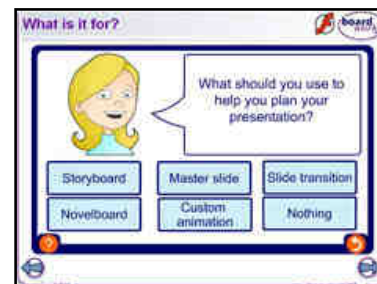 What is it for?
board
What should you use to
help you plan your
presentation?
Storyboard
Master slide
Slide transition
Novelboard
Custom
animation
Nothing
?